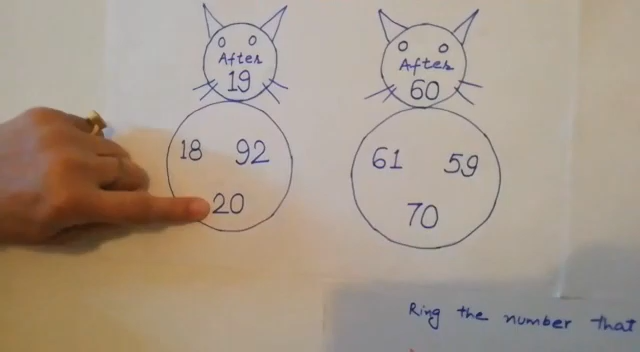 After
19
18 92
20
After
60
61 59
70
Ring the number that